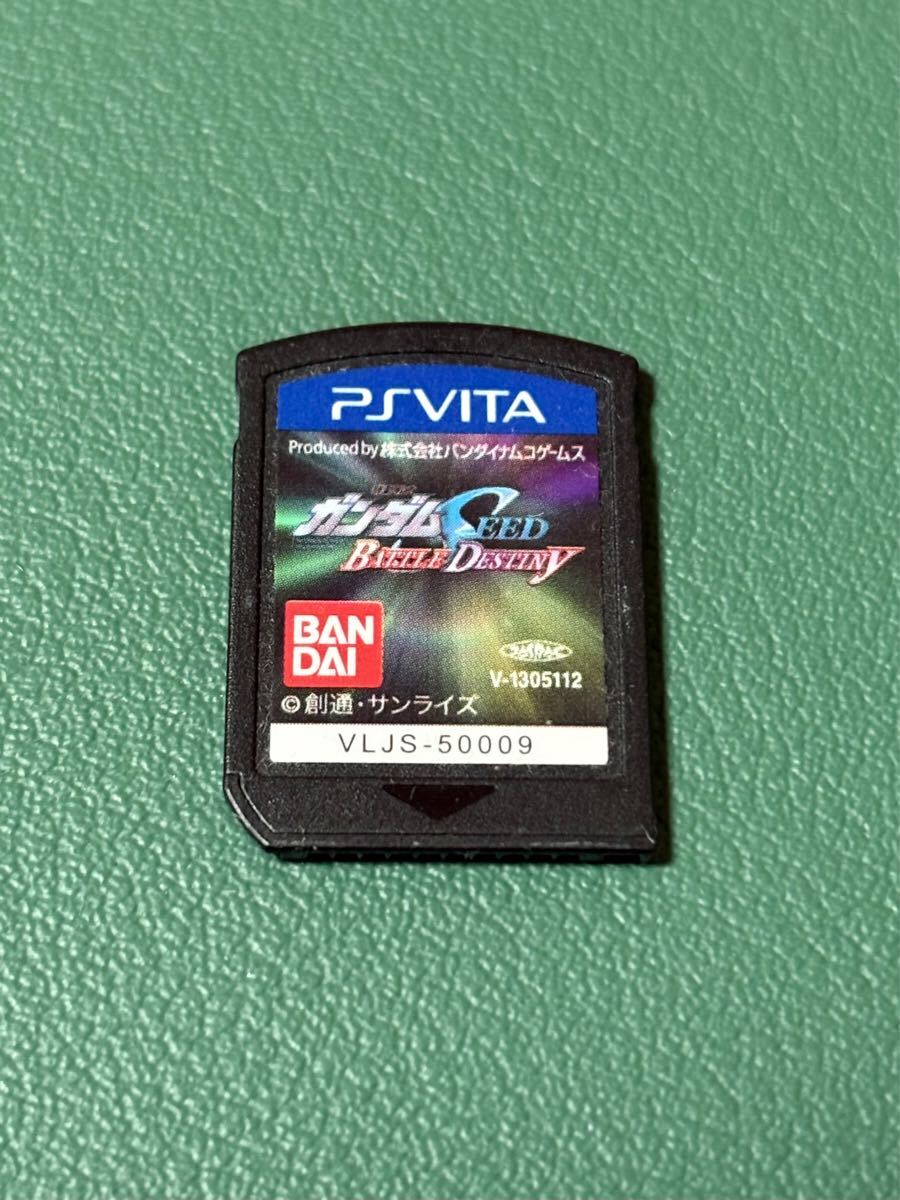 PSVITA
Produced by 株式会社バンダイナムコゲームス
ガンダムSEED
BATTLE DESTINY
BAN
DAI
V-1305112
©創通・サンライズ
VLJS-50009